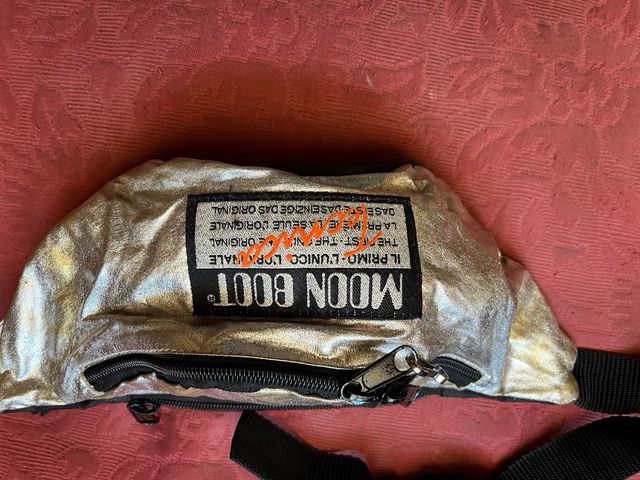 MOON BOOT®
IL PRIMO · L'UNICO · L'ORIGINALE
THE FIRST · THE ONLY · THE ORIGINAL
LA PREMIÈRE LA SEULE L'ORIGINALE
DAS ERSTE DAS EINZIGE DAS ORIGINAL
Tecnica